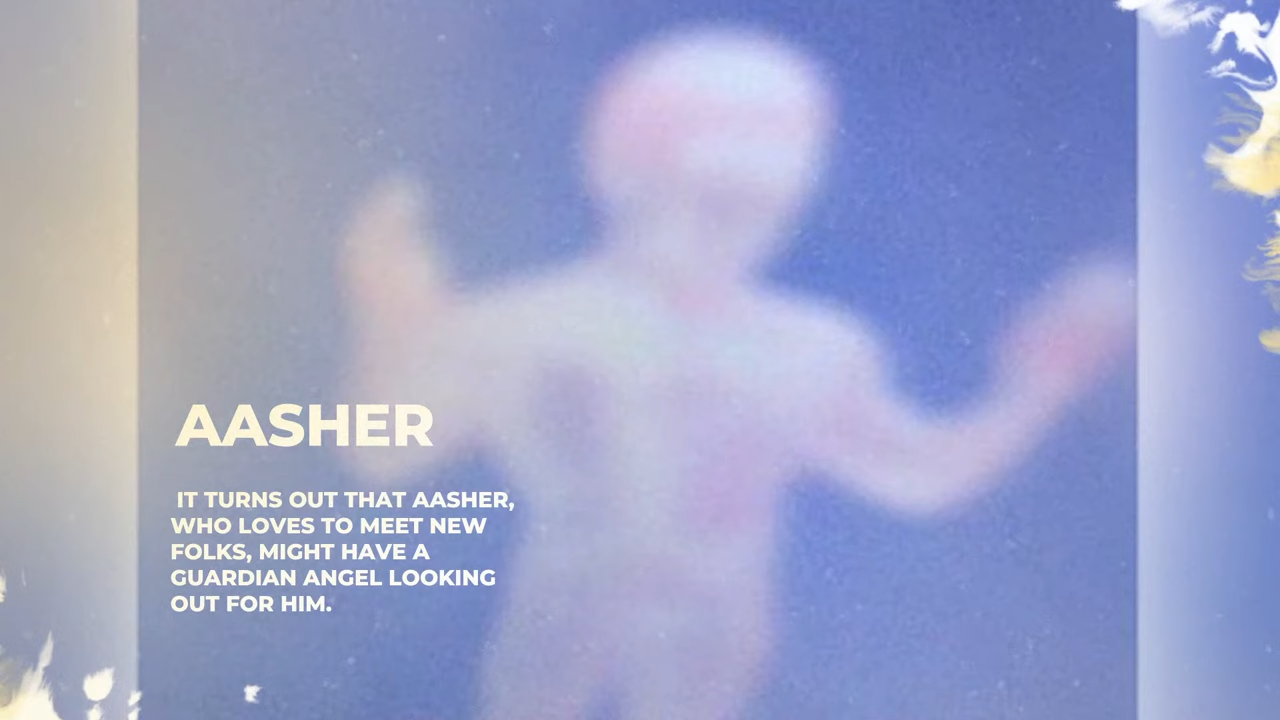 AASHER
IT TURNS OUT THAT AASHER,
WHO LOVES TO MEET NEW
FOLKS, MIGHT HAVE A
GUARDIAN ANGEL LOOKING
OUT FOR HIM.